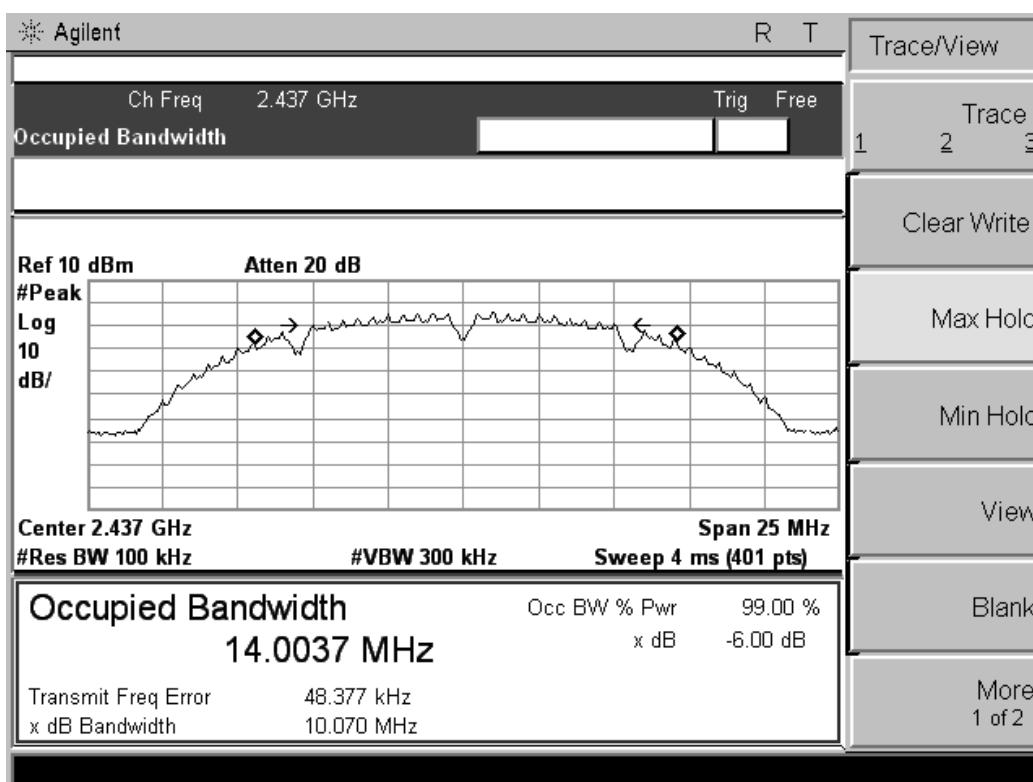 Agilent R T
Trace/View
Ch Freq 2.437 GHz Trig Free
Occupied Bandwidth
Trace
1 2 3
Clear Write
Max Hold
Min Hold
View
Blank
More
1 of 2
Ref 10 dBm Atten 20 dB
#Peak
Log
10
dB/
Center 2.437 GHz Span 25 MHz
#Res BW 100 kHz #VBW 300 kHz Sweep 4 ms (401 pts)
Occupied Bandwidth
14.0037 MHz
Occ BW % Pwr 99.00 %
x dB -6.00 dB
Transmit Freq Error 48.377 kHz
x dB Bandwidth 10.070 MHz